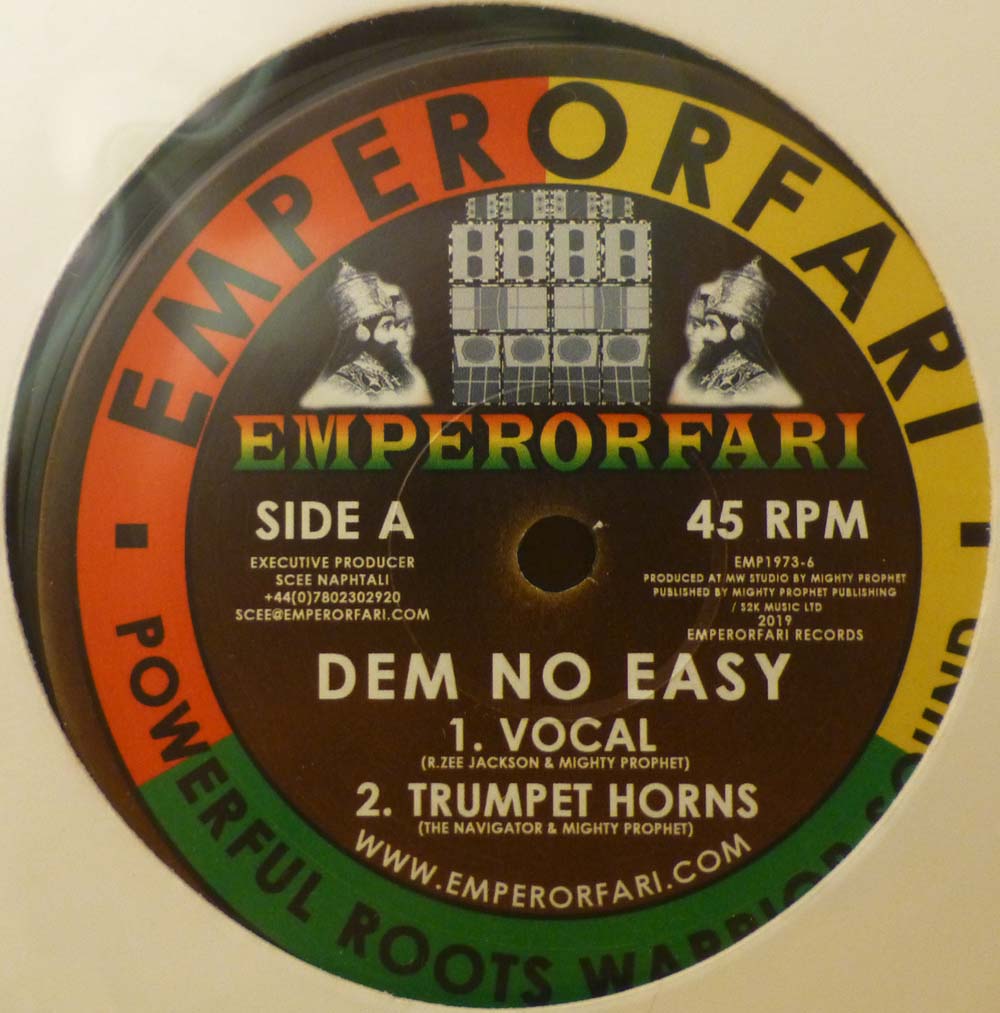 EMPERORFARI
EMPERORFARI
SIDE A
45 RPM
EXECUTIVE PRODUCER
SCEE NAPHTALI
+44(0)7802302920
SCEE@EMPERORFARI.COM
EMP1973-6
PRODUCED AT MW STUDIO BY MIGHTY PROPHET
PUBLISHED BY MIGHTY PROPHET PUBLISHING
/ S2K MUSIC LTD
2019
EMPERORFARI RECORDS
DEM NO EASY
1. VOCAL
(R.ZEE JACKSON & MIGHTY PROPHET)
2. TRUMPET HORNS
(THE NAVIGATOR & MIGHTY PROPHET)
WWW.EMPERORFARI.COM
POWERFUL ROOTS WARRIOR SOUND